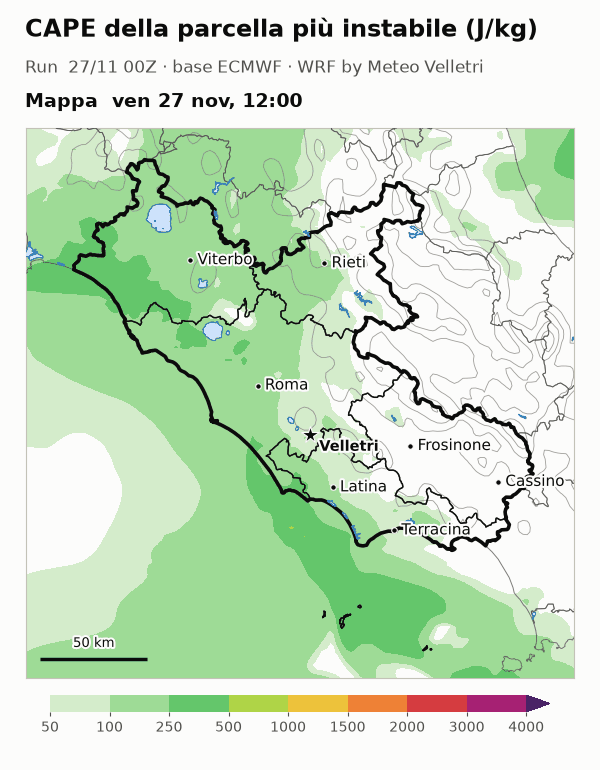 CAPE della parcella più instabile (J/kg)
Run  27/11 00Z · base ECMWF · WRF by Meteo Velletri
Mappa  ven 27 nov, 12:00
Viterbo
Rieti
Roma
Velletri
Frosinone
Cassino
Latina
Terracina
50 km
50 100 250 500 1000 1500 2000 3000 4000